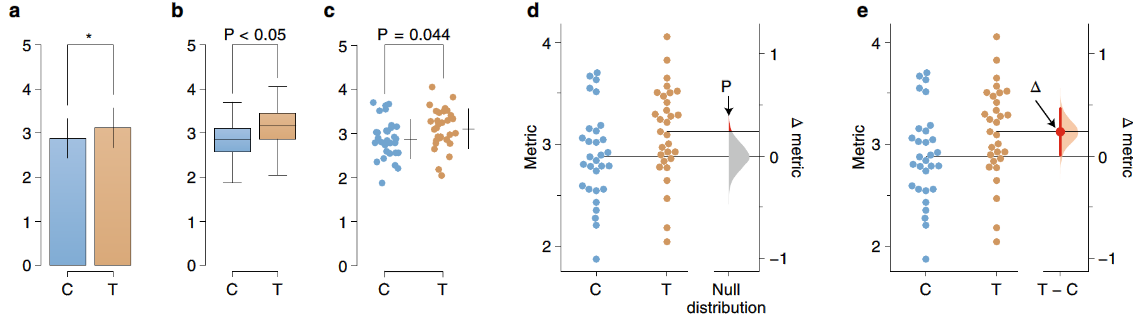 a
*
5
4
3
2
1
0
C
T
b
P < 0.05
5
4
3
2
1
0
C
T
c
P = 0.044
5
4
3
2
1
0
C
T
d
Metric
4
3
2
P
1
0
−1
Δ metric
C
T
Null
distribution
e
Metric
4
3
2
Δ
1
0
−1
Δ metric
C
T
T − C